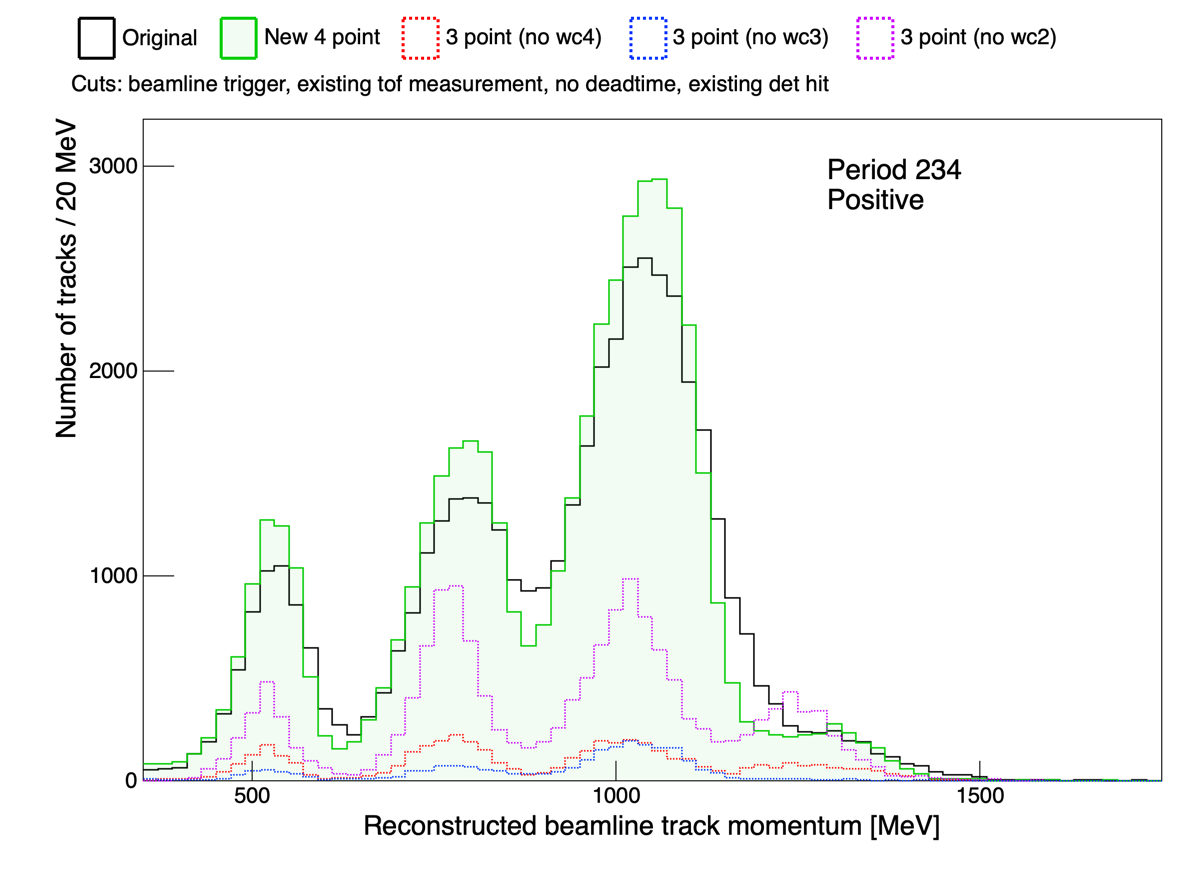 Original New 4 point 3 point (no wc4) 3 point (no wc3) 3 point (no wc2)
Cuts: beamline trigger, existing tof measurement, no deadtime, existing det hit
Number of tracks / 20 MeV
3000
2000
1000
0
Period 234
Positive
500 1000 1500
Reconstructed beamline track momentum [MeV]